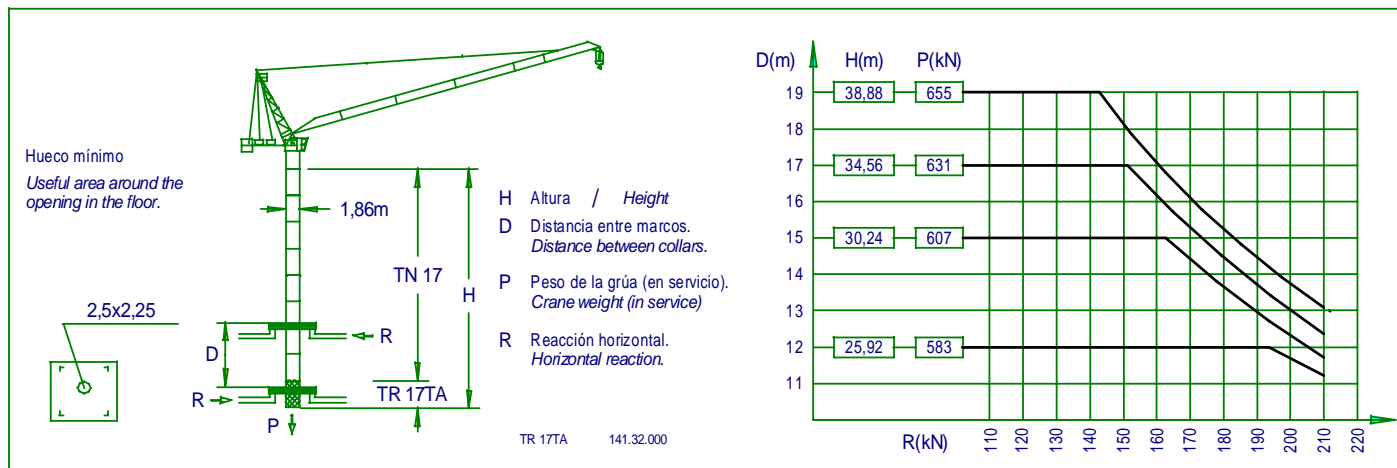 Hueco mínimo
Useful area around the
opening in the floor.
2,5x2,25
1,86m
TN 17
H
D
R
R
TR 17TA
P
H Altura / Height
D Distancia entre marcos.
Distance between collars.
P Peso de la grúa (en servicio).
Crane weight (in service)
R Reacción horizontal.
Horizontal reaction.
TR 17TA 141.32.000
D(m) H(m) P(kN)
19 38,88 655
18
17 34,56 631
16
15 30,24 607
14
13
12 25,92 583
11
R(kN) 110 120 130 140 150 160 170 180 190 200 210 220